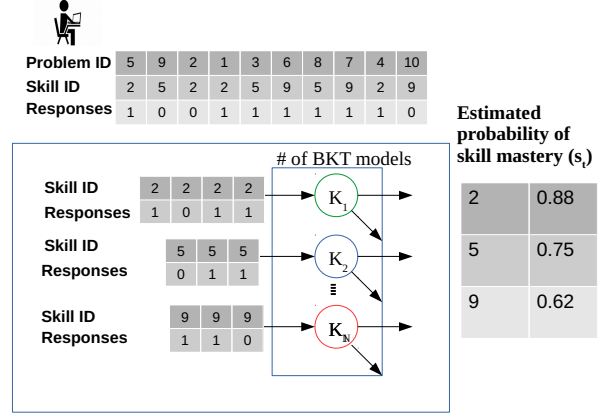 Problem ID 5 9 2 1 3 6 8 7 4 10
Skill ID 2 5 2 2 5 9 5 9 2 9
Responses 1 0 0 1 1 1 1 1 1 0
Estimated
probability of
skill mastery (st)
# of BKT models
Skill ID 2 2 2 2
Responses 1 0 1 1
K1
Skill ID 5 5 5
Responses 0 1 1
K2
Skill ID 9 9 9
Responses 1 1 0
KN
2 0.88
5 0.75
9 0.62